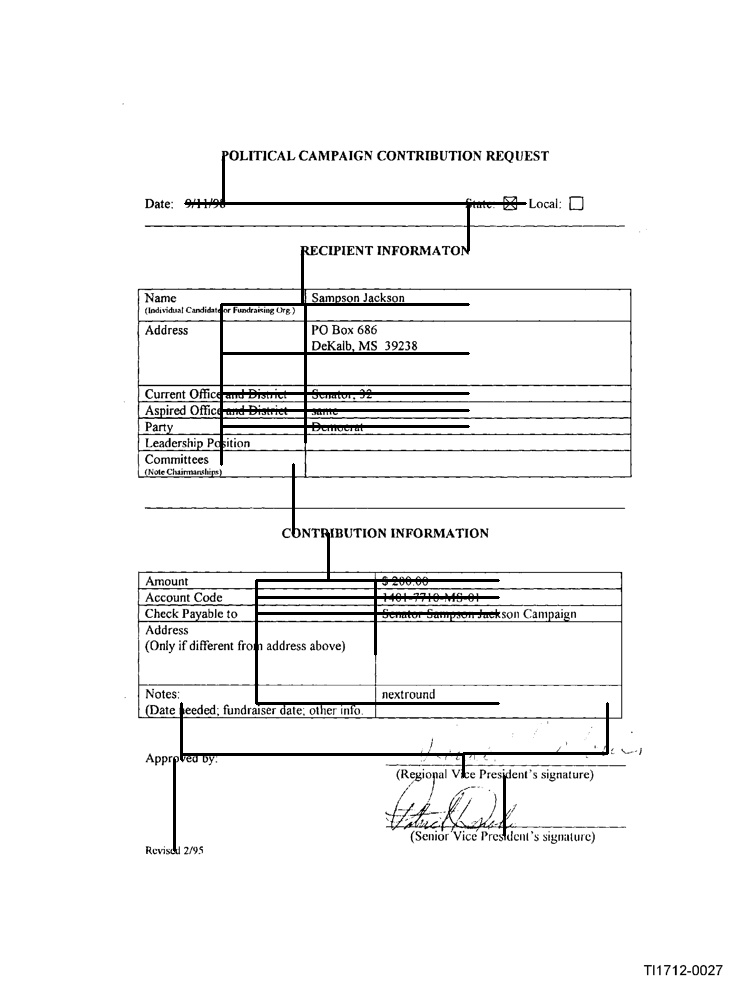 POLITICAL CAMPAIGN CONTRIBUTION REQUEST
Date: 9/11/98 State: Local:
RECIPIENT INFORMATON
Name Sampson Jackson
(Individual Candidate or Fundraising Org.)
Address PO Box 686
DeKalb, MS 39238
Current Office and District Senator, 32
Aspired Office and District same
Party Democrat
Leadership Position
Committees
(Note Chairmanships)
CONTRIBUTION INFORMATION
Amount $ 200.00
Account Code 1401-7710-MS-01
Check Payable to Senator Sampson Jackson Campaign
Address
(Only if different from address above)
Notes: nextround
(Date needed; fundraiser date; other info.
Approved by:
(Regional Vice President's signature)
(Senior Vice President's signature)
Revised 2/95
TI1712-0027